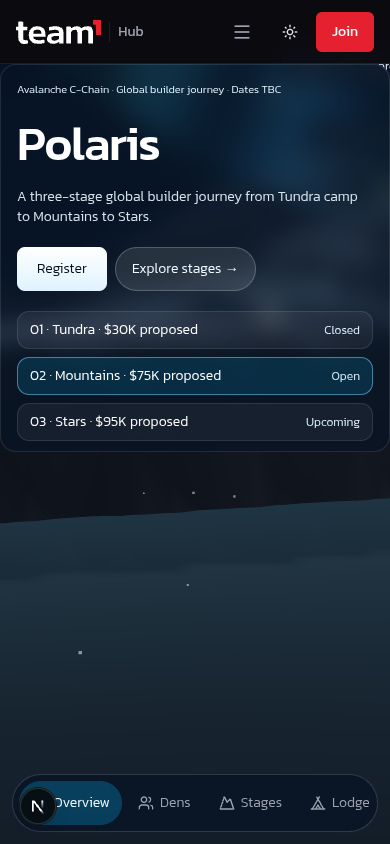 team1 Hub Join
Avalanche C-Chain · Global builder journey · Dates TBC
Polaris
A three-stage global builder journey from Tundra camp
to Mountains to Stars.
Register Explore stages →
01 · Tundra · $30K proposed Closed
02 · Mountains · $75K proposed Open
03 · Stars · $95K proposed Upcoming
N Overview Dens Stages Lodge